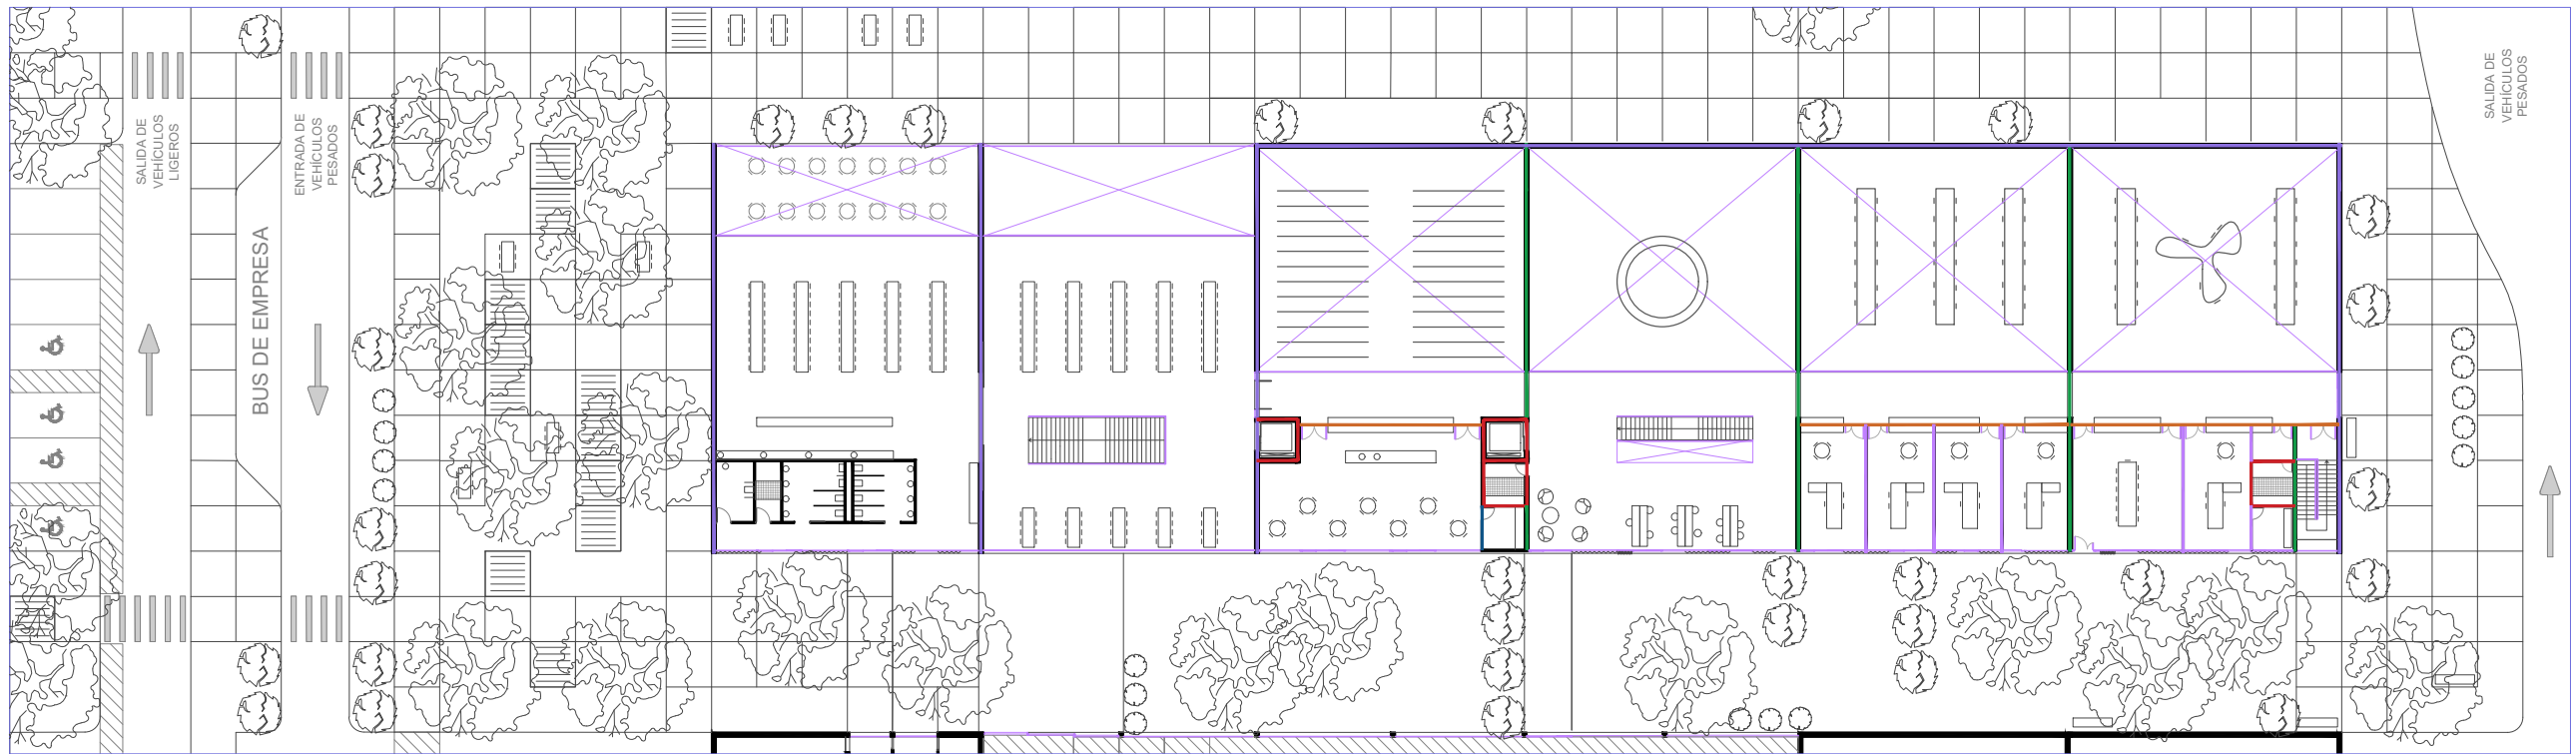 SALIDA DE
VEHÍCULOS
LIGEROS
BUS DE EMPRESA
ENTRADA DE
VEHÍCULOS
PESADOS
SALIDA DE
VEHÍCULOS
PESADOS